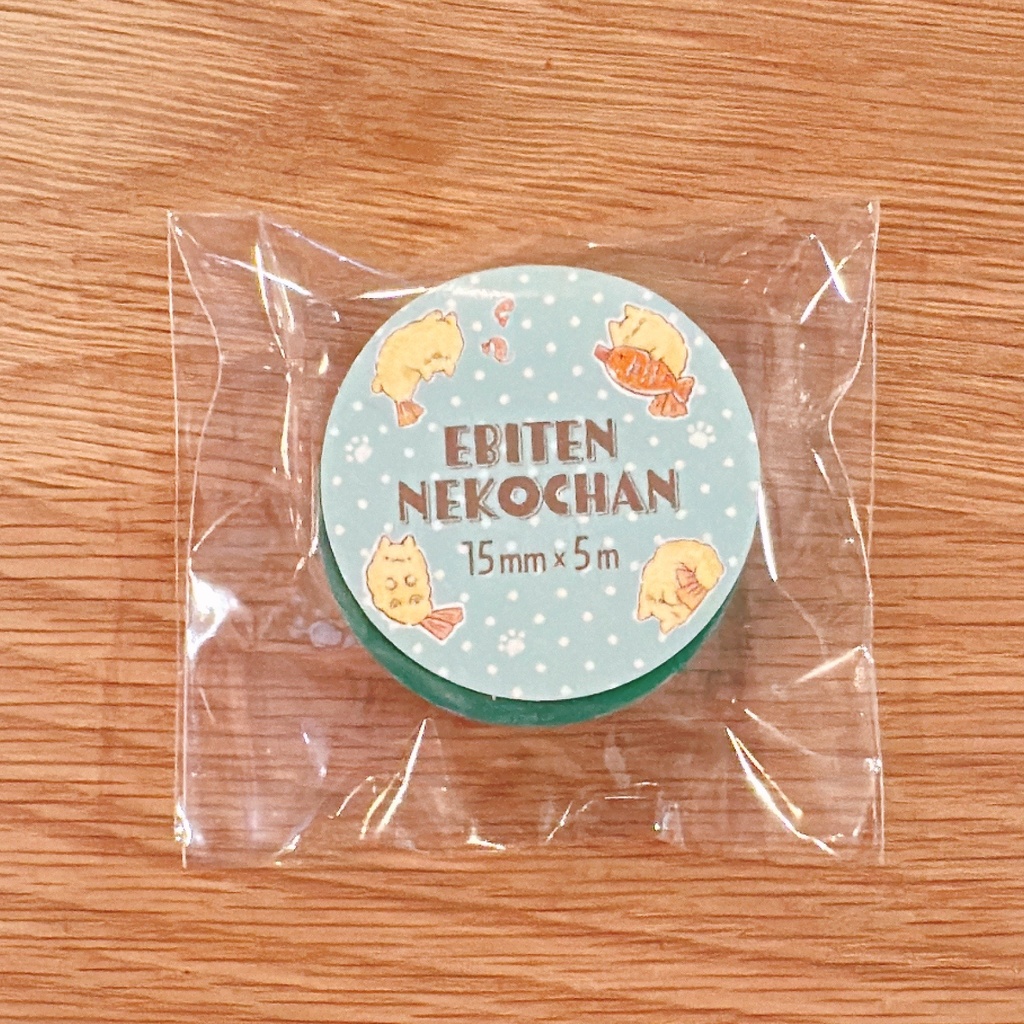 EBITEN
NEKOCHAN
15mm x 5m